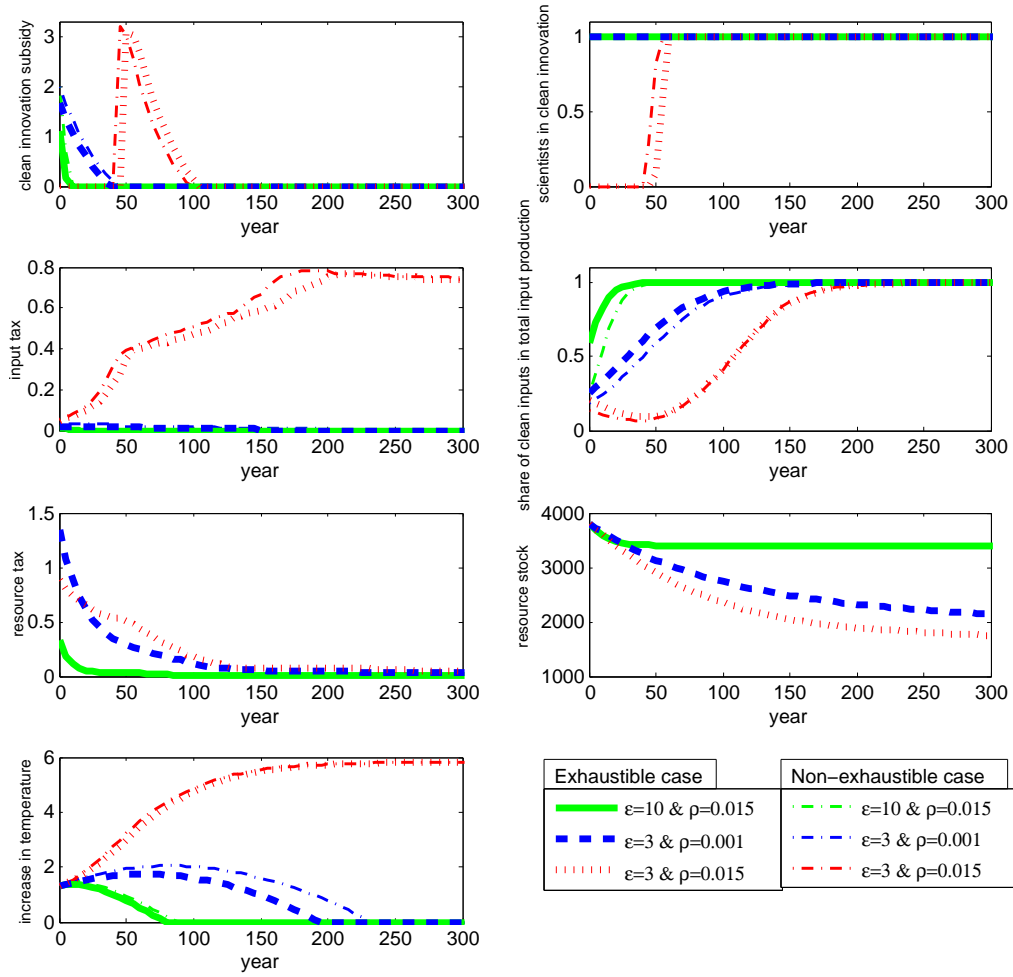 clean innovation subsidy
3
2
1
0
0 50 100 150 200 250 300
year
scientists in clean innovation
1
0.5
0
0 50 100 150 200 250 300
year
input tax
0.8
0.6
0.4
0.2
0
0 50 100 150 200 250 300
year
share of clean inputs in total input production
1
0.5
0
0 50 100 150 200 250 300
year
resource tax
1.5
1
0.5
0
0 50 100 150 200 250 300
year
resource stock
4000
3000
2000
1000
0 50 100 150 200 250 300
year
increase in temperature
6
4
2
0
0 50 100 150 200 250 300
year
Exhaustible case
ε=10 & ρ=0.015
ε=3 & ρ=0.001
ε=3 & ρ=0.015
Non−exhaustible case
ε=10 & ρ=0.015
ε=3 & ρ=0.001
ε=3 & ρ=0.015